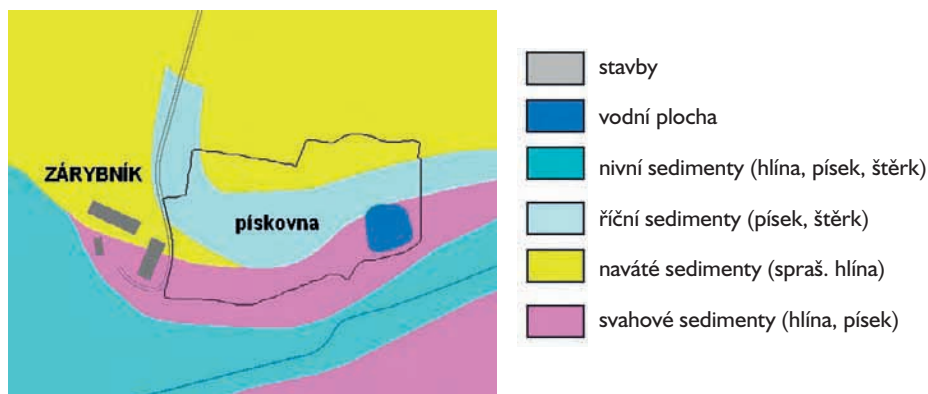 ZÁRYBNÍK
pískovna
stavby
vodní plocha
nivní sedimenty (hlína, písek, štěrk)
říční sedimenty (písek, štěrk)
naváté sedimenty (spraš. hlína)
svahové sedimenty (hlína, písek)